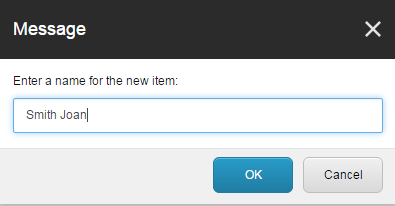 Message
Enter a name for the new item:
Smith Joan
OK
Cancel